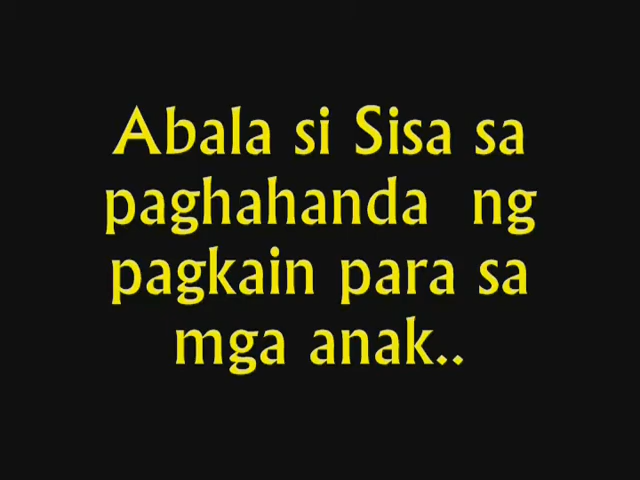 Abala si Sisa sa
paghahanda ng
pagkain para sa
mga anak..